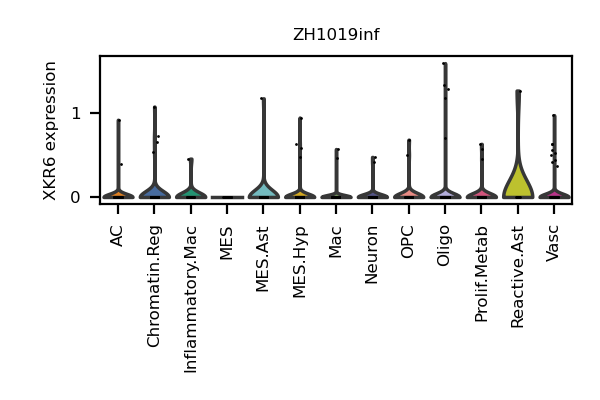 ZH1019inf
XKR6 expression
1
0
AC
Chromatin.Reg
Inflammatory.Mac
MES
MES.Ast
MES.Hyp
Mac
Neuron
OPC
Oligo
Prolif.Metab
Reactive.Ast
Vasc